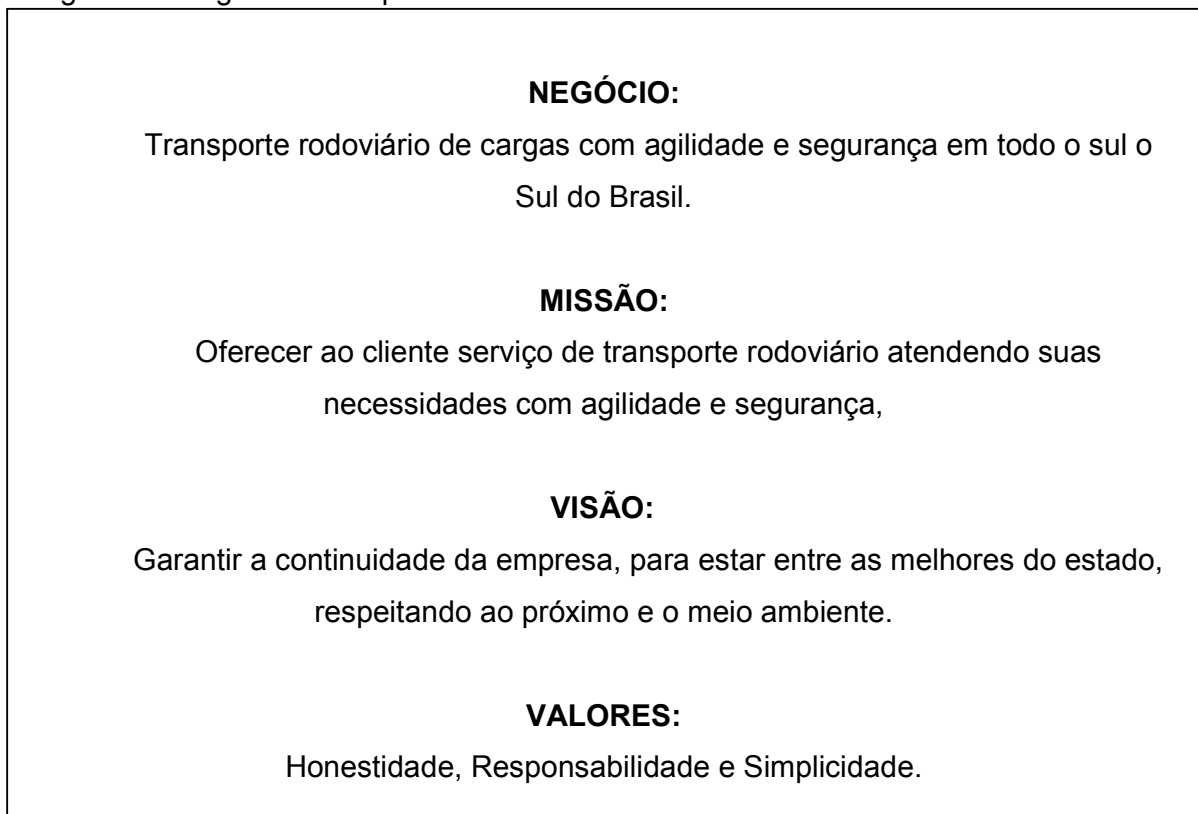 NEGÓCIO:
Transporte rodoviário de cargas com agilidade e segurança em todo o sul o
Sul do Brasil.
MISSÃO:
Oferecer ao cliente serviço de transporte rodoviário atendendo suas
necessidades com agilidade e segurança,
VISÃO:
Garantir a continuidade da empresa, para estar entre as melhores do estado,
respeitando ao próximo e o meio ambiente.
VALORES:
Honestidade, Responsabilidade e Simplicidade.